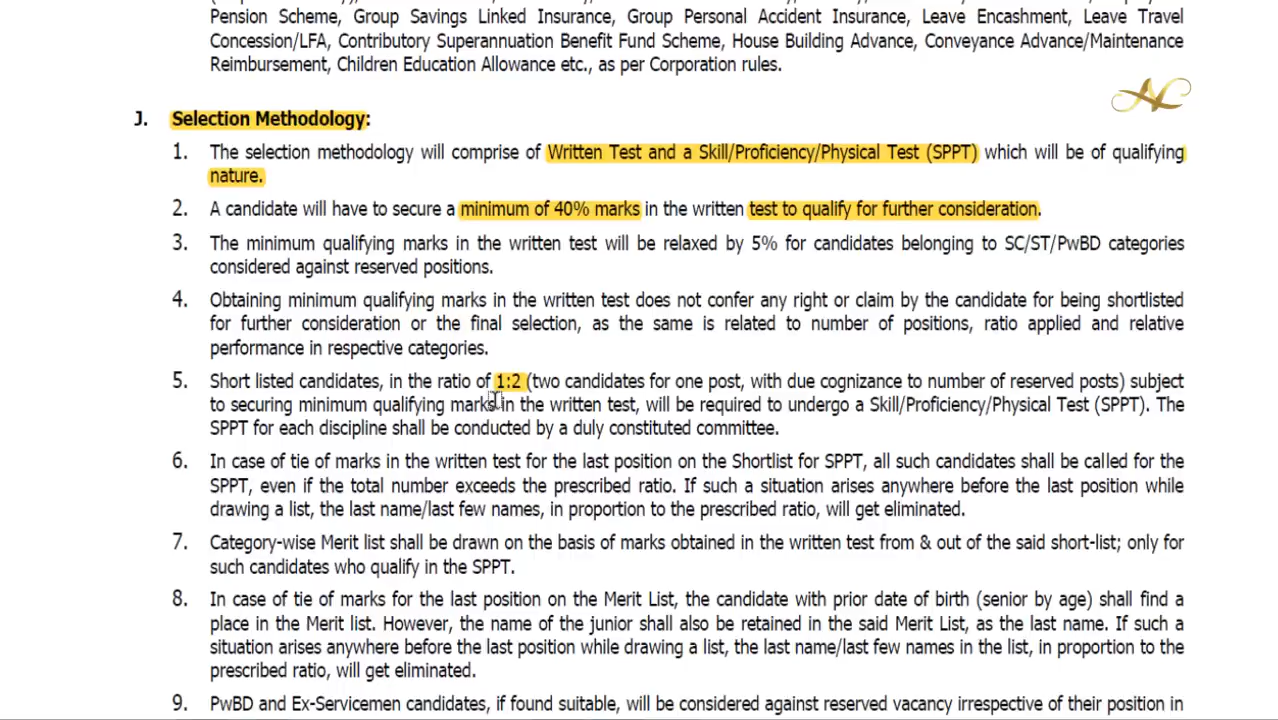 Pension Scheme, Group Savings Linked Insurance, Group Personal Accident Insurance, Leave Encashment, Leave Travel
Concession/LFA, Contributory Superannuation Benefit Fund Scheme, House Building Advance, Conveyance Advance/Maintenance
Reimbursement, Children Education Allowance etc., as per Corporation rules.
J. Selection Methodology:
1. The selection methodology will comprise of Written Test and a Skill/Proficiency/Physical Test (SPPT) which will be of qualifying
nature.
2. A candidate will have to secure a minimum of 40% marks in the written test to qualify for further consideration.
3. The minimum qualifying marks in the written test will be relaxed by 5% for candidates belonging to SC/ST/PwBD categories
considered against reserved positions.
4. Obtaining minimum qualifying marks in the written test does not confer any right or claim by the candidate for being shortlisted
for further consideration or the final selection, as the same is related to number of positions, ratio applied and relative
performance in respective categories.
5. Short listed candidates, in the ratio of 1:2 (two candidates for one post, with due cognizance to number of reserved posts) subject
to securing minimum qualifying marks in the written test, will be required to undergo a Skill/Proficiency/Physical Test (SPPT). The
SPPT for each discipline shall be conducted by a duly constituted committee.
6. In case of tie of marks in the written test for the last position on the Shortlist for SPPT, all such candidates shall be called for the
SPPT, even if the total number exceeds the prescribed ratio. If such a situation arises anywhere before the last position while
drawing a list, the last name/last few names, in proportion to the prescribed ratio, will get eliminated.
7. Category-wise Merit list shall be drawn on the basis of marks obtained in the written test from & out of the said short-list; only for
such candidates who qualify in the SPPT.
8. In case of tie of marks for the last position on the Merit List, the candidate with prior date of birth (senior by age) shall find a
place in the Merit list. However, the name of the junior shall also be retained in the said Merit List, as the last name. If such a
situation arises anywhere before the last position while drawing a list, the last name/last few names in the list, in proportion to the
prescribed ratio, will get eliminated.
9. PwBD and Ex-Servicemen candidates, if found suitable, will be considered against reserved vacancy irrespective of their position in